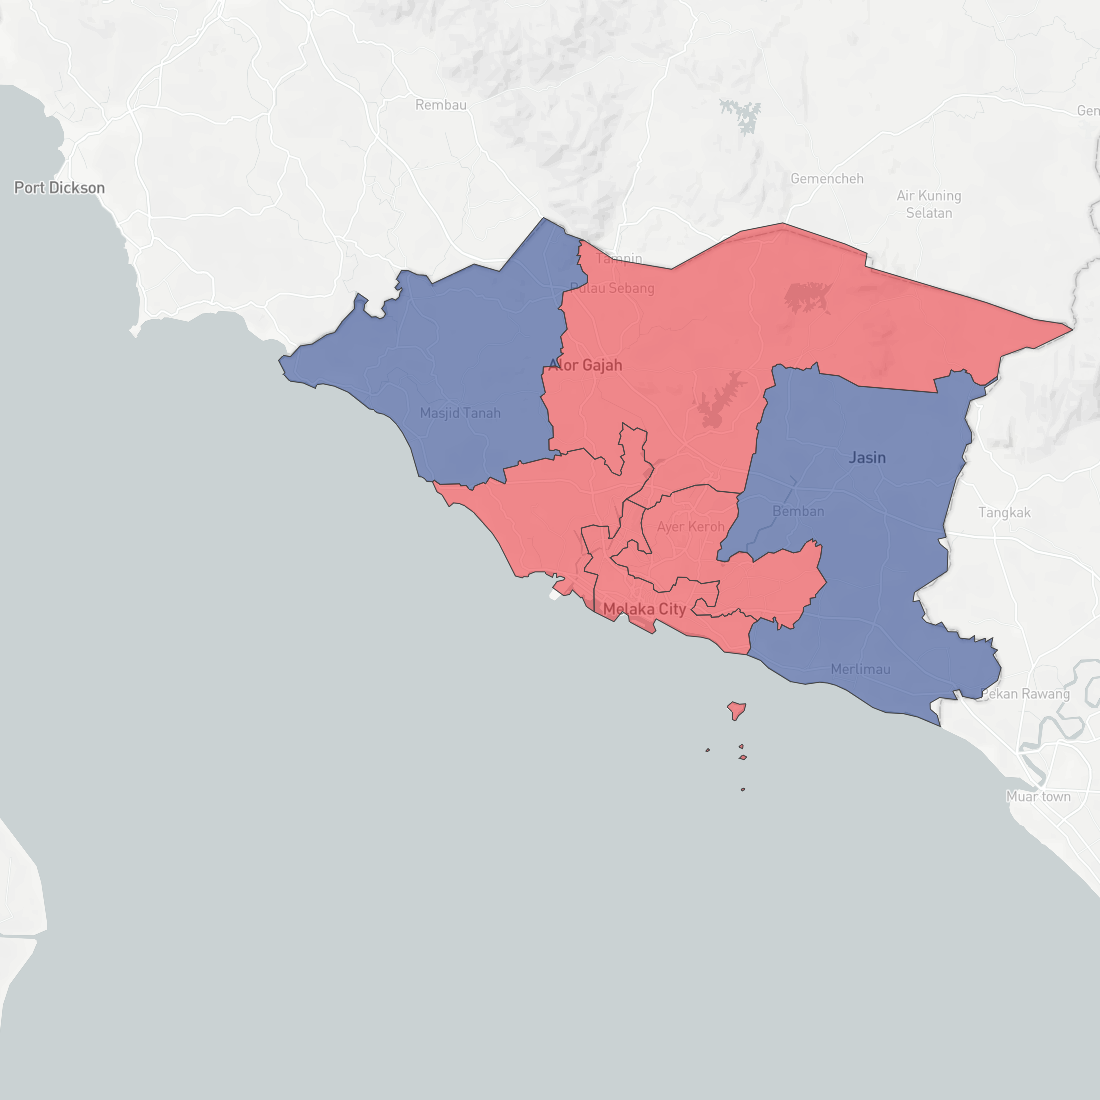 Rembau
Gen
Port Dickson
Gemencheh
Air Kuning
Selatan
Tampin
Pulau Sebang
Alor Gajah
Masjid Tanah
Jasin
Bemban
Tangkak
Ayer Keroh
Melaka City
Merlimau
Pekan Rawang
Muar town